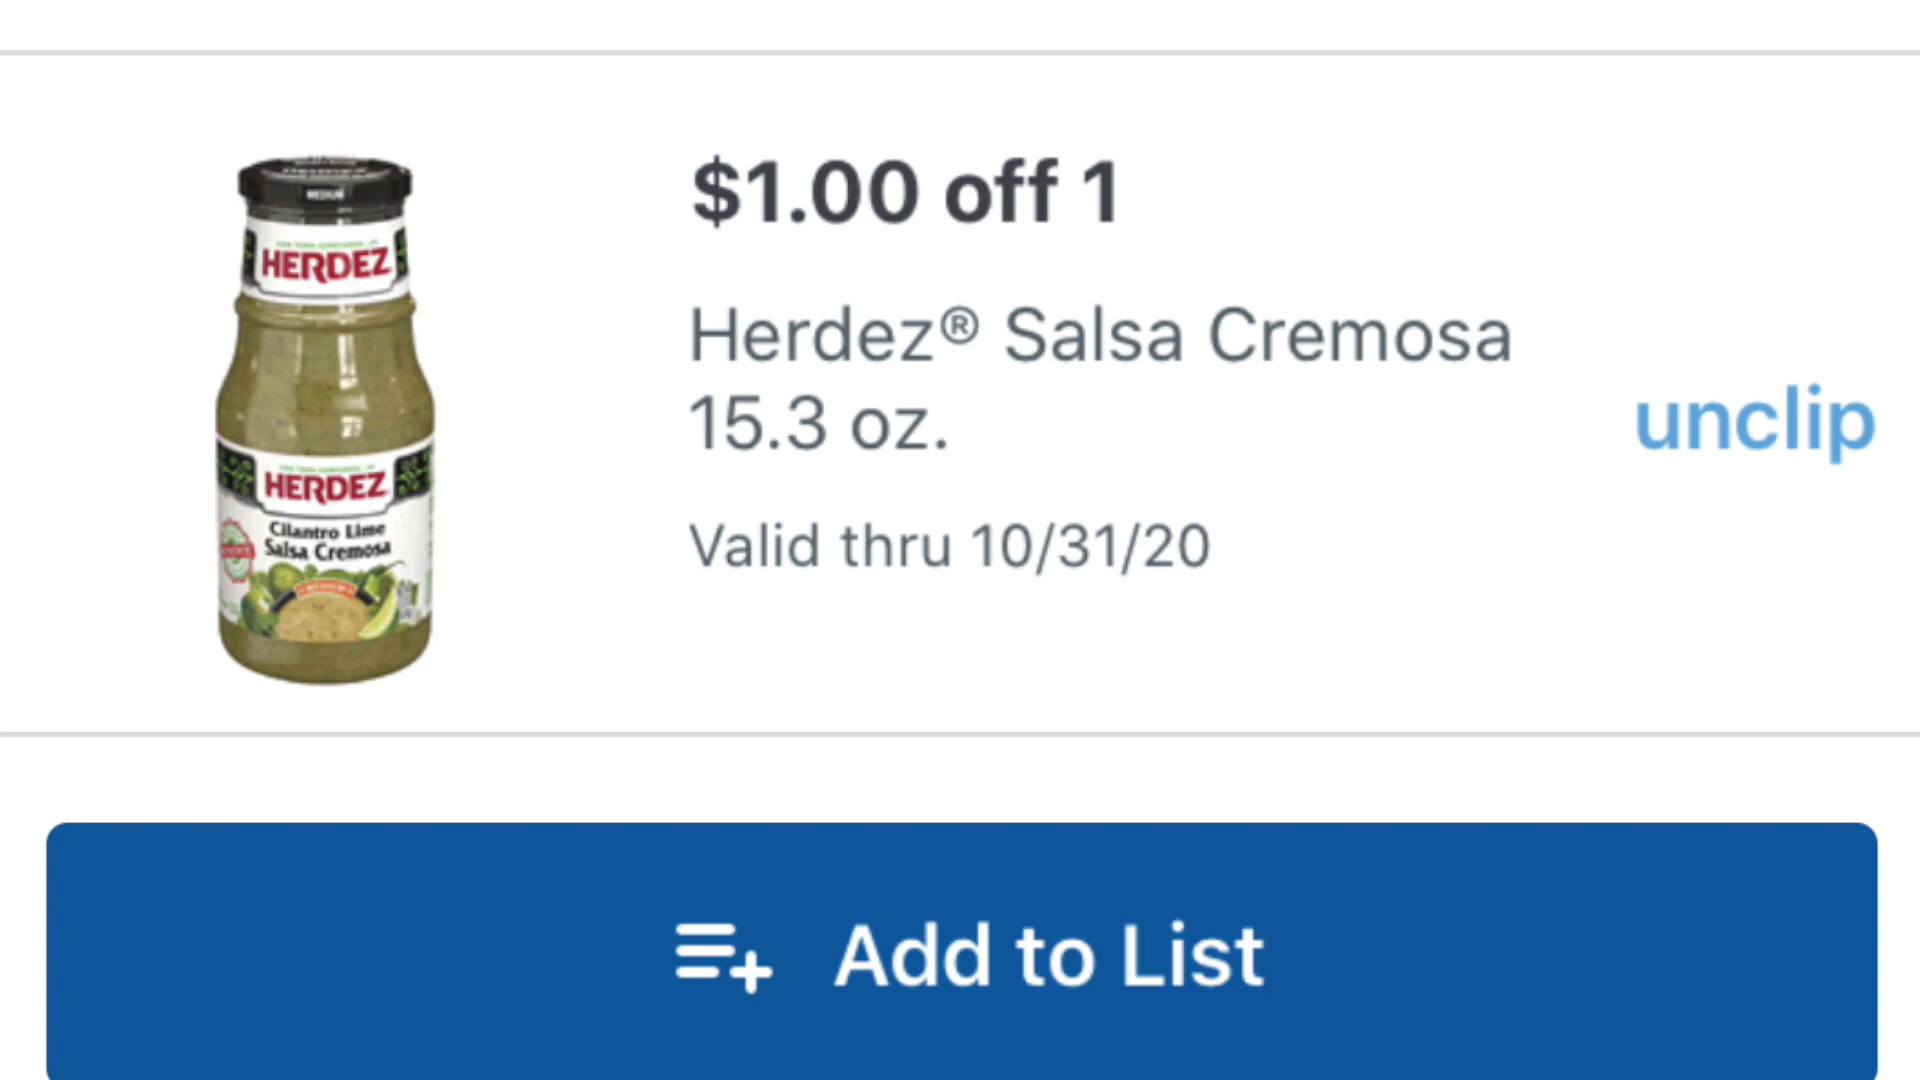 $1.00 off 1
Herdez® Salsa Cremosa
15.3 oz.
unclip
Valid thru 10/31/20
MEDIUM
HERDEZ
HERDEZ
Cilantro Lime
Salsa Cremosa
Add to List